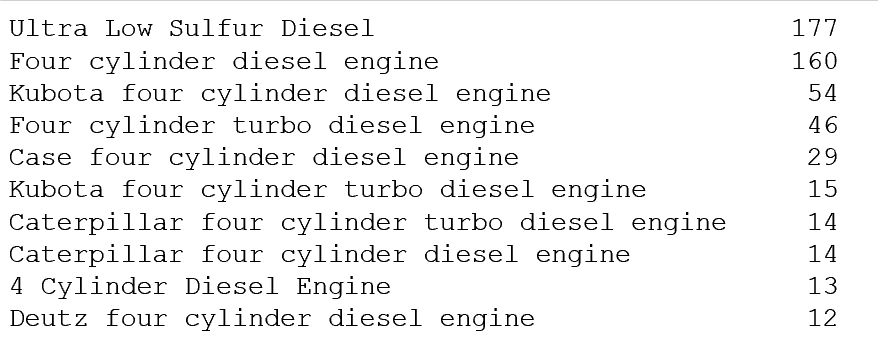 Ultra Low Sulfur Diesel 177
Four cylinder diesel engine 160
Kubota four cylinder diesel engine 54
Four cylinder turbo diesel engine 46
Case four cylinder diesel engine 29
Kubota four cylinder turbo diesel engine 15
Caterpillar four cylinder turbo diesel engine 14
Caterpillar four cylinder diesel engine 14
4 Cylinder Diesel Engine 13
Deutz four cylinder diesel engine 12